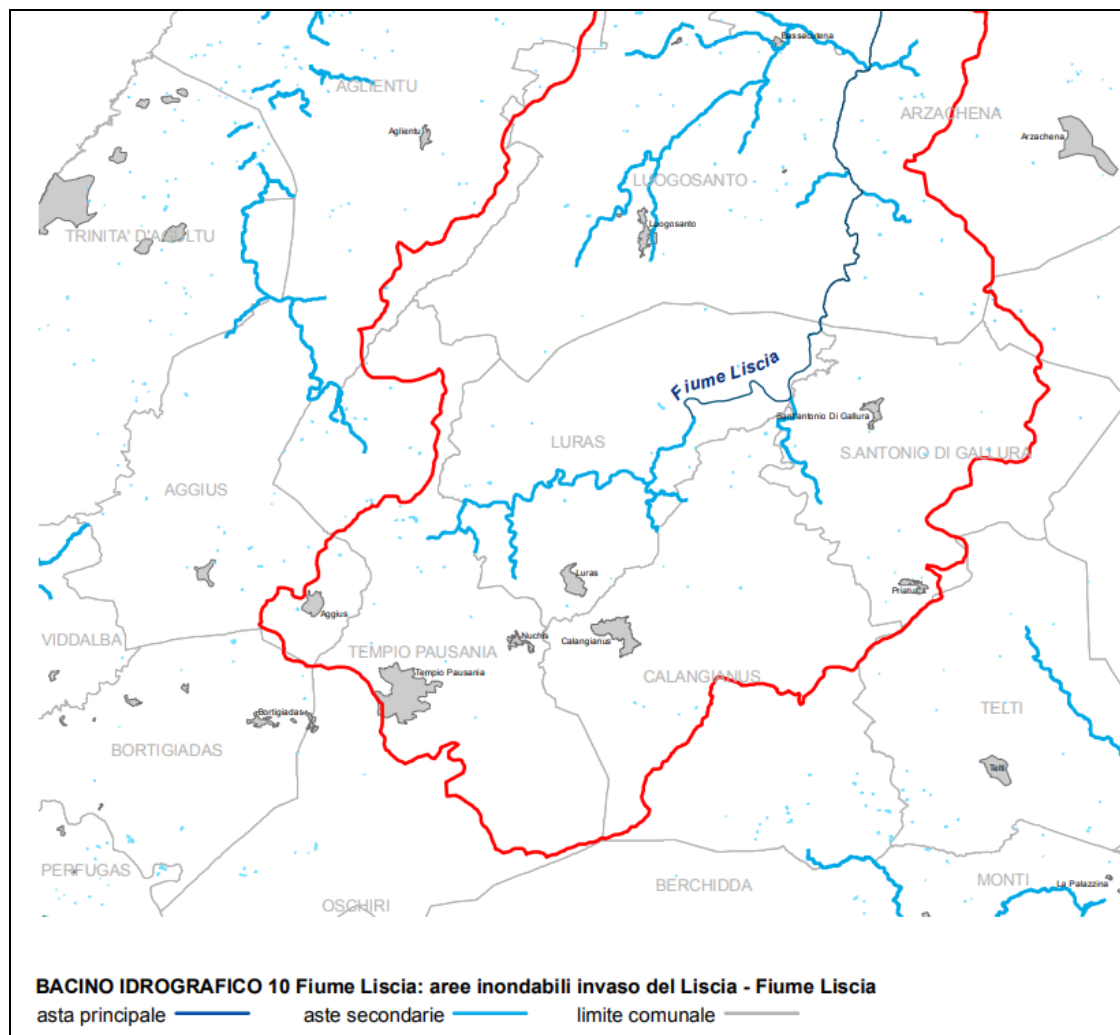 Bassacutena
AGLIENTU
ARZACHENA
Aglientu
Arzachena
LUOGOSANTO
Luogosanto
TRINITA' D'AGULTU
Fiume Liscia
Sant'antonio Di Gallura
LURAS
S.ANTONIO DI GALLURA
AGGIUS
Luras
Priatu
Aggius
VIDDALBA
Nuchis
Calangianus
TEMPIO PAUSANIA
Tempio Pausania
CALANGIANUS
TELTI
Bortigiadas
BORTIGIADAS
Telti
PERFUGAS
BERCHIDDA
MONTI
La Palazzina
OSCHIRI
BACINO IDROGRAFICO 10 Fiume Liscia: aree inondabili invaso del Liscia - Fiume Liscia
asta principale aste secondarie limite comunale